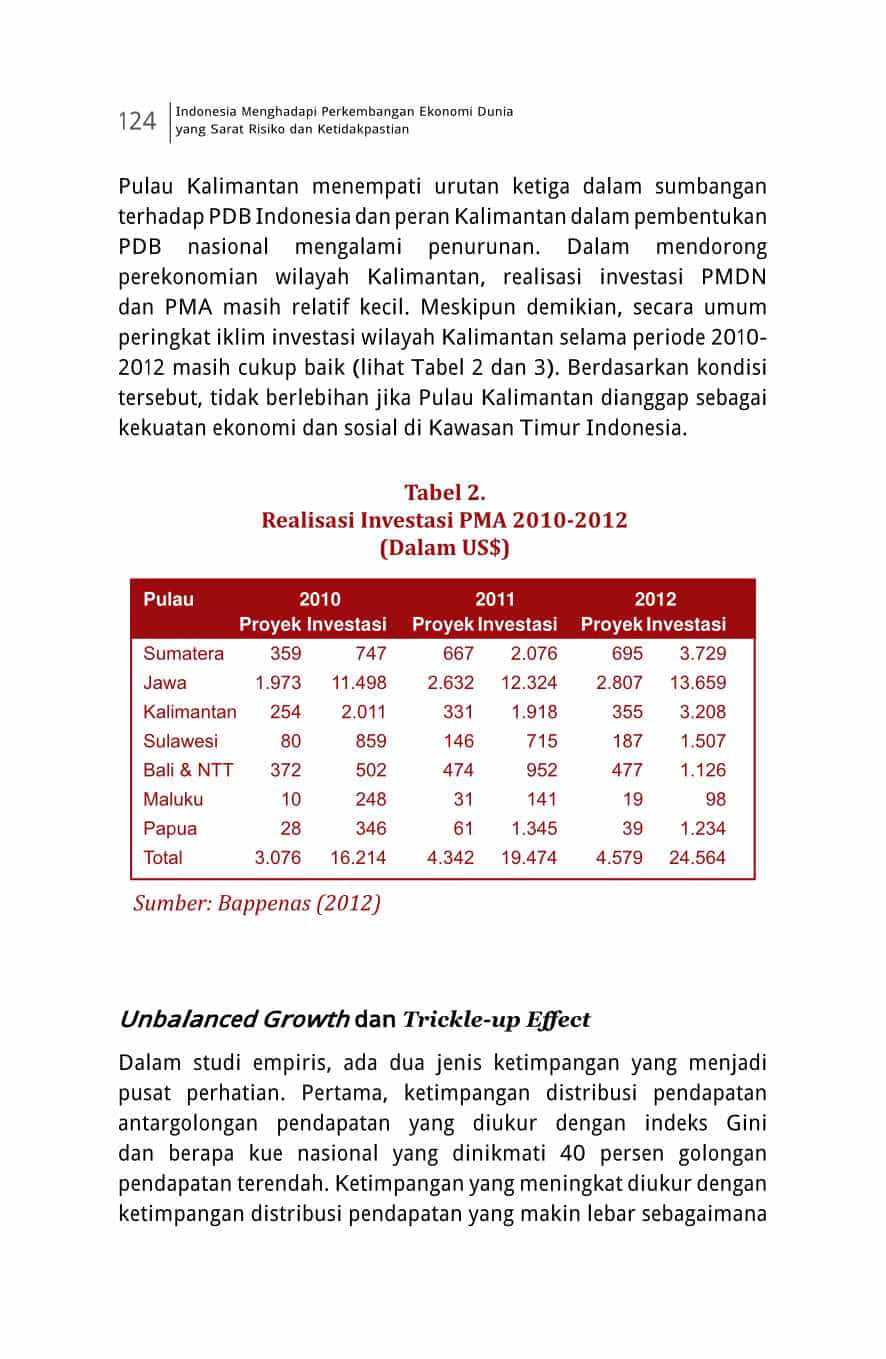 124
Indonesia Menghadapi Perkembangan Ekonomi Dunia
yang Sarat Risiko dan Ketidakpastian
Pulau Kalimantan menempati urutan ketiga dalam sumbangan
terhadap PDB Indonesia dan peran Kalimantan dalam pembentukan
PDB nasional mengalami penurunan. Dalam mendorong
perekonomian wilayah Kalimantan, realisasi investasi PMDN
dan PMA masih relatif kecil. Meskipun demikian, secara umum
peringkat iklim investasi wilayah Kalimantan selama periode 2010-
2012 masih cukup baik (lihat Tabel 2 dan 3). Berdasarkan kondisi
tersebut, tidak berlebihan jika Pulau Kalimantan dianggap sebagai
kekuatan ekonomi dan sosial di Kawasan Timur Indonesia.
Tabel 2.
Realisasi Investasi PMA 2010-2012
(Dalam US$)
Pulau 2010 2011 2012
Proyek Investasi Proyek Investasi Proyek Investasi
Sumatera 359 747 667 2.076 695 3.729
Jawa 1.973 11.498 2.632 12.324 2.807 13.659
Kalimantan 254 2.011 331 1.918 355 3.208
Sulawesi 80 859 146 715 187 1.507
Bali & NTT 372 502 474 952 477 1.126
Maluku 10 248 31 141 19 98
Papua 28 346 61 1.345 39 1.234
Total 3.076 16.214 4.342 19.474 4.579 24.564
Sumber: Bappenas (2012)
Unbalanced Growth dan Trickle-up Effect
Dalam studi empiris, ada dua jenis ketimpangan yang menjadi
pusat perhatian. Pertama, ketimpangan distribusi pendapatan
antargolongan pendapatan yang diukur dengan indeks Gini
dan berapa kue nasional yang dinikmati 40 persen golongan
pendapatan terendah. Ketimpangan yang meningkat diukur dengan
ketimpangan distribusi pendapatan yang makin lebar sebagaimana